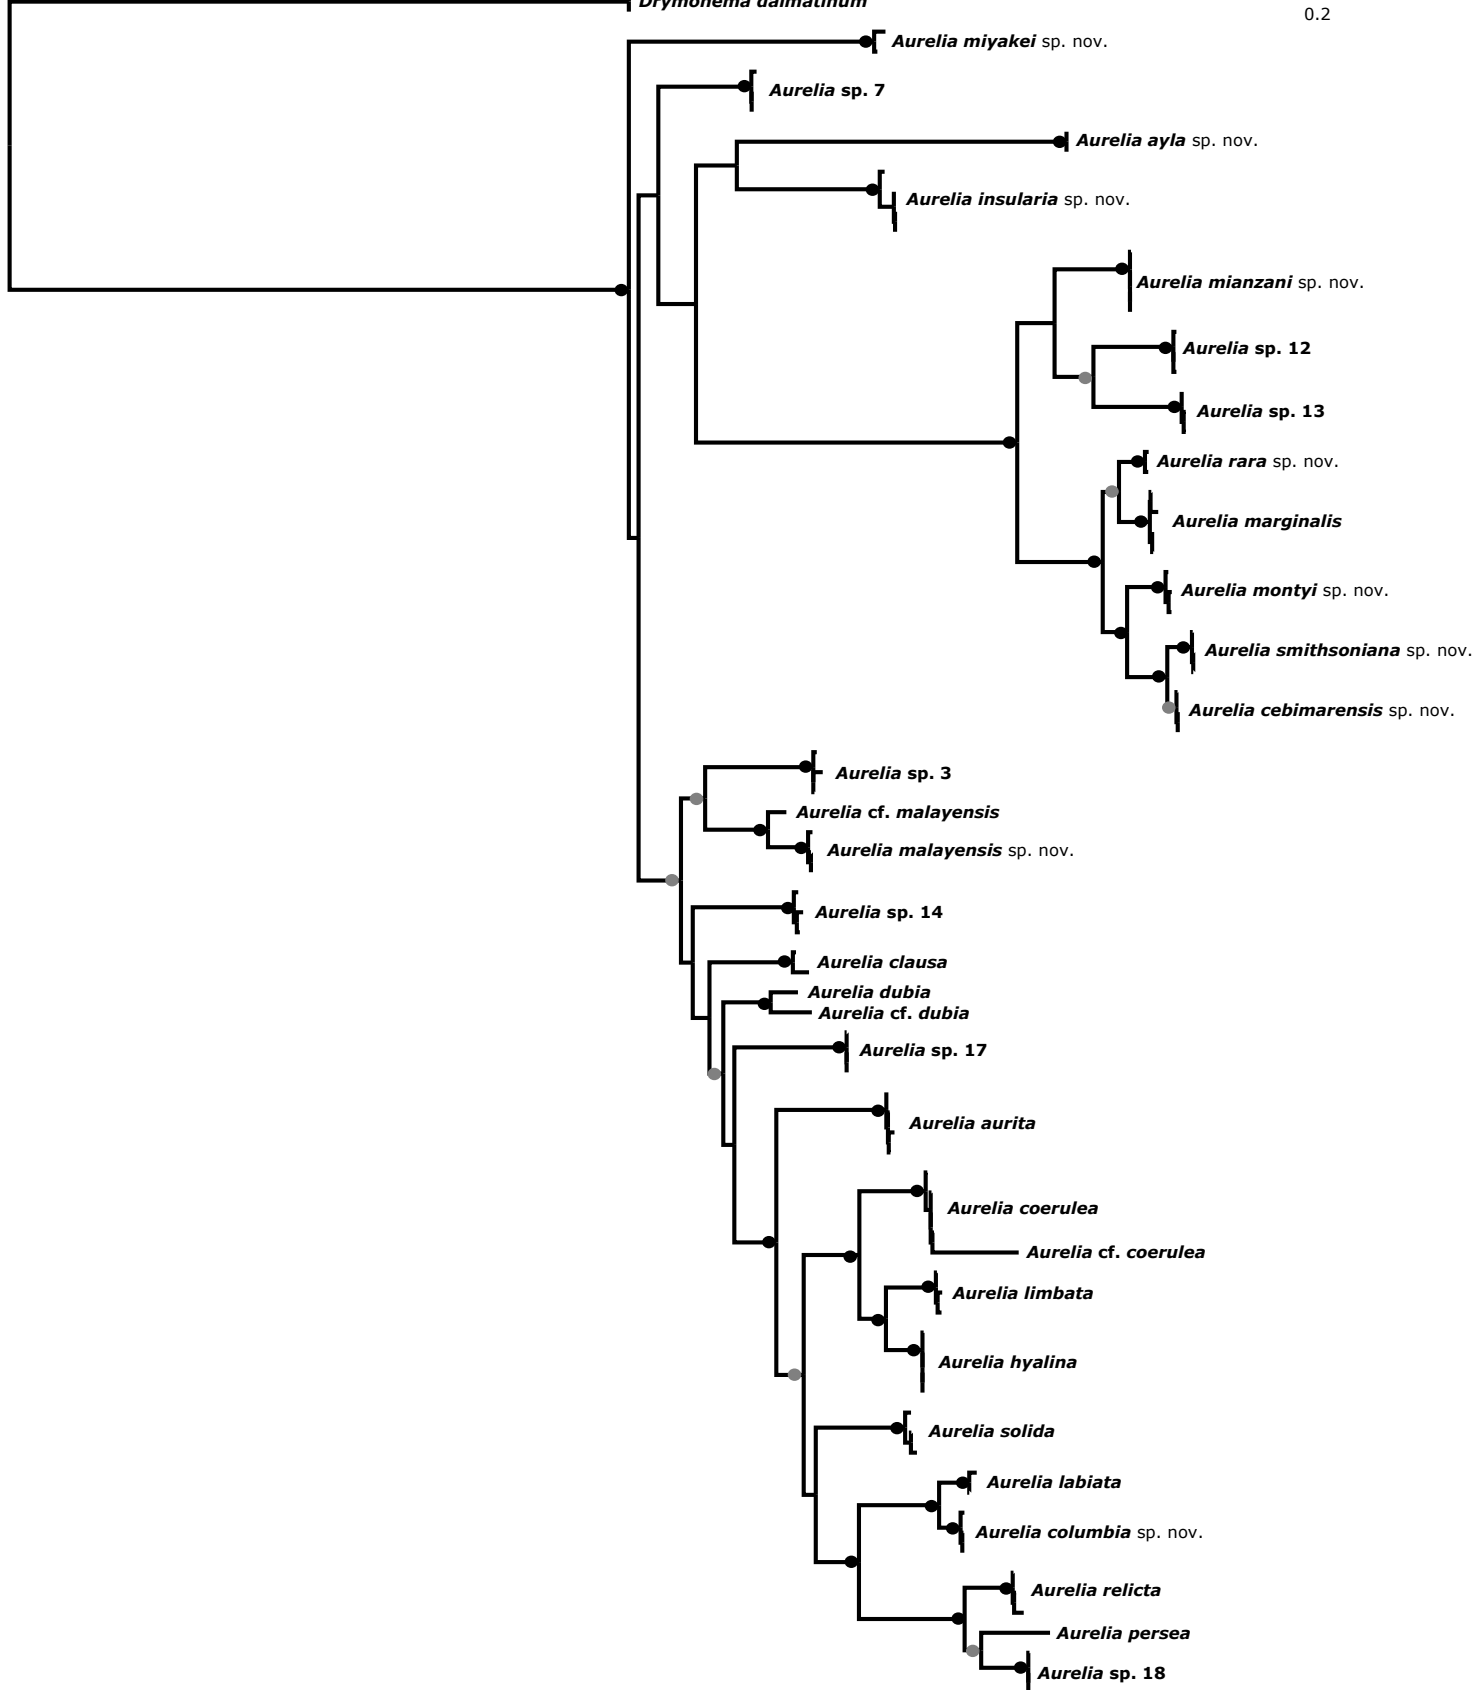 Drymonema dalmatinum
0.2
Aurelia miyakei sp. nov.
Aurelia sp. 7
Aurelia ayla sp. nov.
Aurelia insularia sp. nov.
Aurelia mianzani sp. nov.
Aurelia sp. 12
Aurelia sp. 13
Aurelia rara sp. nov.
Aurelia marginalis
Aurelia montyi sp. nov.
Aurelia smithsoniana sp. nov.
Aurelia cebimarensis sp. nov.
Aurelia sp. 3
Aurelia cf. malayensis
Aurelia malayensis sp. nov.
Aurelia sp. 14
Aurelia clausa
Aurelia dubia
Aurelia cf. dubia
Aurelia sp. 17
Aurelia aurita
Aurelia coerulea
Aurelia cf. coerulea
Aurelia limbata
Aurelia hyalina
Aurelia solida
Aurelia labiata
Aurelia columbia sp. nov.
Aurelia relicta
Aurelia persea
Aurelia sp. 18